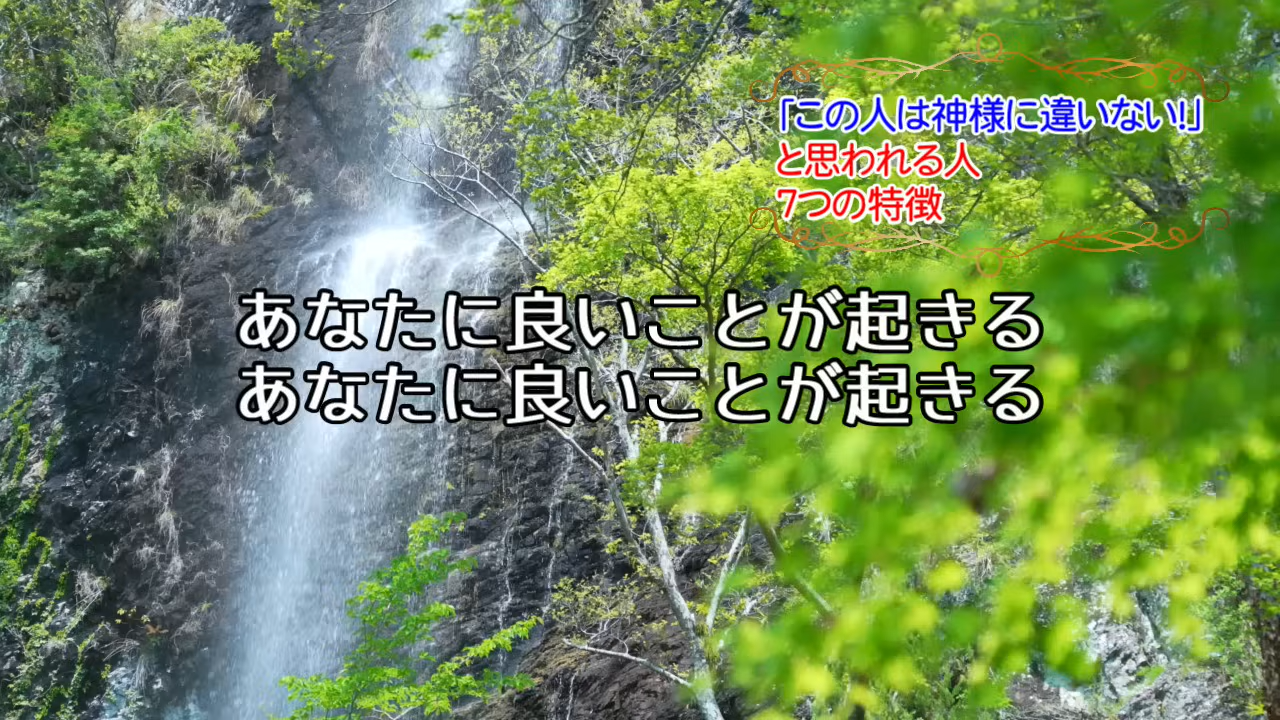 「この人は神様に違いない!」
と思われる人
7つの特徴
あなたに良いことが起きる
あなたに良いことが起きる